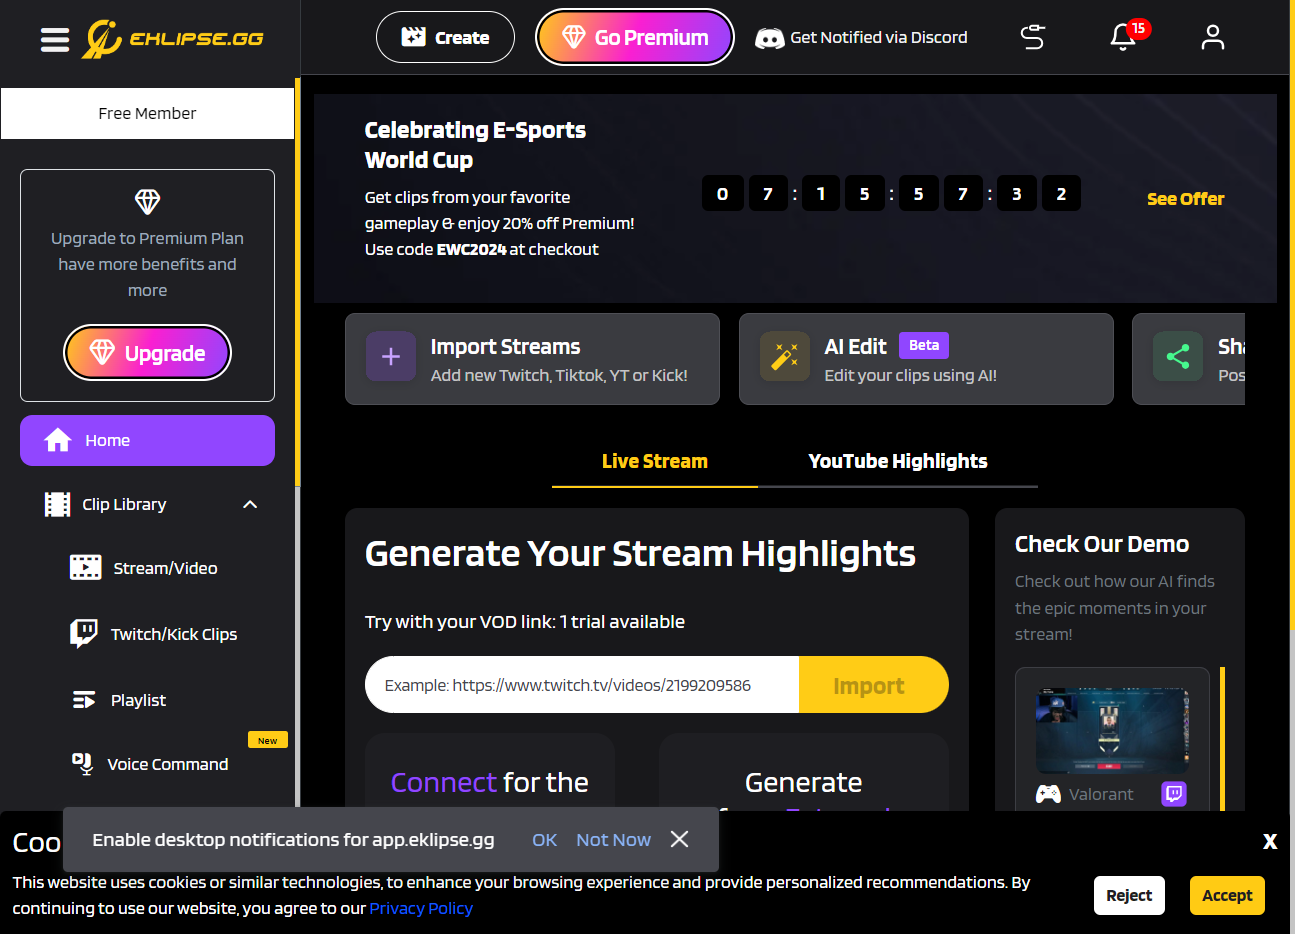 EKLIPSE.GG
Create
Go Premium
Get Notified via Discord
15
Free Member
Upgrade to Premium Plan
have more benefits and
more
Upgrade
Home
Clip Library
Stream/Video
Twitch/Kick Clips
Playlist
New
Voice Command
Celebrating E-Sports
World Cup
Get clips from your favorite
gameplay & enjoy 20% off Premium!
Use code EWC2024 at checkout
0 7 : 1 5 : 5 7 : 3 2
See Offer
Import Streams
Add new Twitch, Tiktok, YT or Kick!
AI Edit Beta
Edit your clips using AI!
Live Stream
YouTube Highlights
Generate Your Stream Highlights
Try with your VOD link: 1 trial available
Example: https://www.twitch.tv/videos/2199209586
Import
Connect for the
Generate
Check Our Demo
Check out how our AI finds
the epic moments in your
stream!
Valorant
Enable desktop notifications for app.eklipse.gg
OK
Not Now
Coo
X
This website uses cookies or similar technologies, to enhance your browsing experience and provide personalized recommendations. By
continuing to use our website, you agree to our Privacy Policy
Reject
Accept